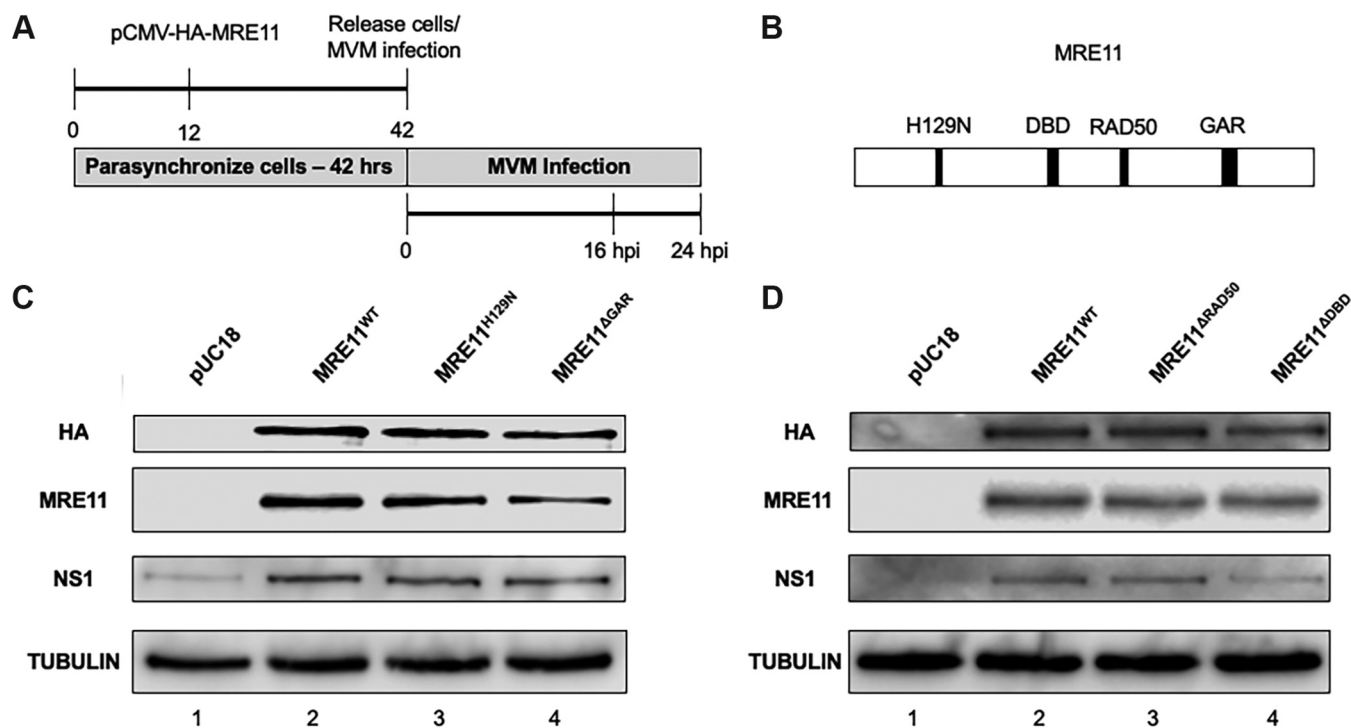 A
pCMV-HA-MRE11
Release cells/
MVM infection
0
12
42
Parasynchronize cells – 42 hrs
MVM Infection
0
16 hpi
24 hpi
B
MRE11
H129N
DBD
RAD50
GAR
C
pUC18
MRE11WT
MRE11H129N
MRE11ΔGAR
HA
MRE11
NS1
TUBULIN
1
2
3
4
D
pUC18
MRE11WT
MRE11ΔRAD50
MRE11ΔDBD
HA
MRE11
NS1
TUBULIN
1
2
3
4